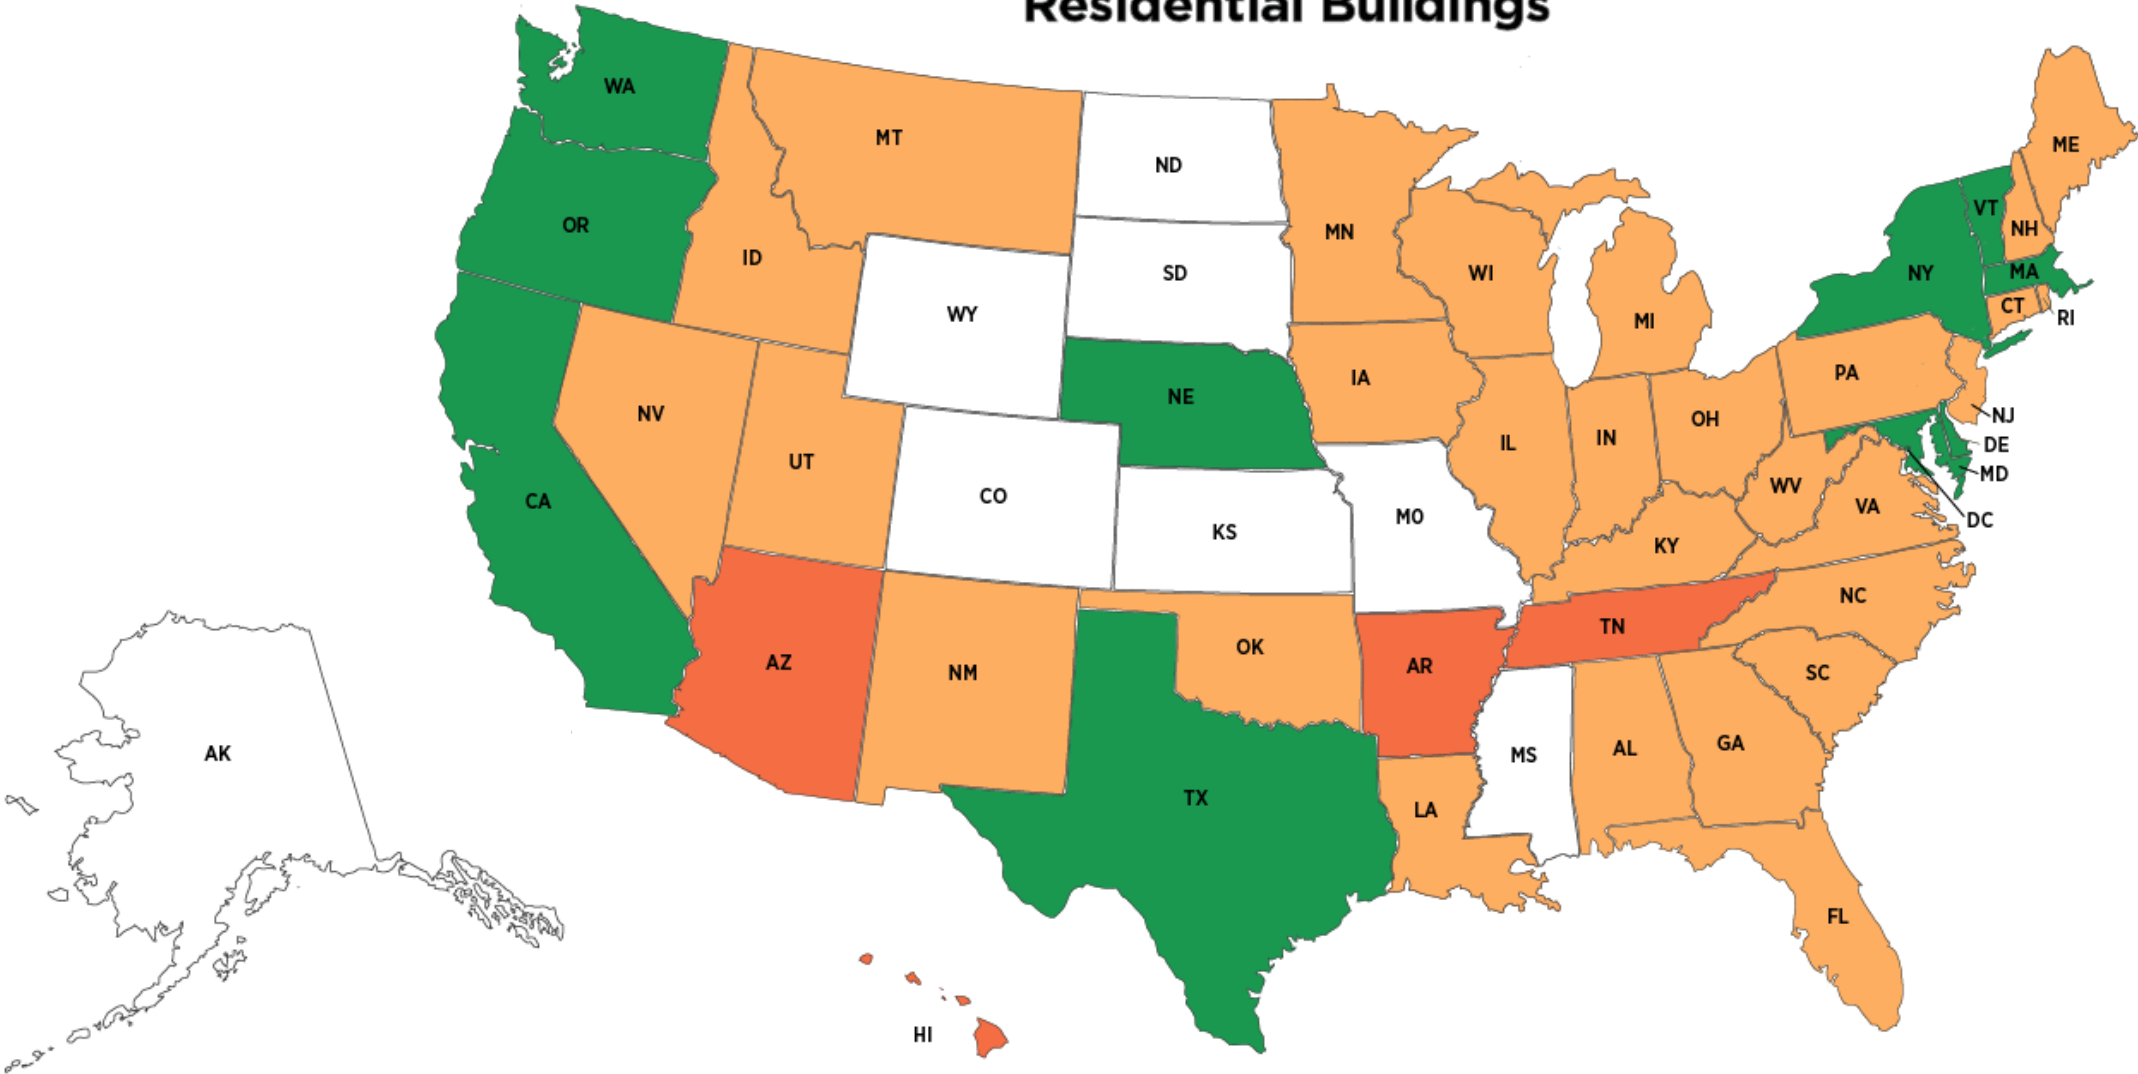 Residential Buildings
WA
MT
ND
ME
OR
MN
VT
NH
ID
SD
WI
NY
MA
CT
RI
WY
MI
NE
IA
PA
NV
OH
NJ
UT
IL
IN
DE
MD
CO
WV
CA
KS
MO
VA
DC
KY
NC
OK
TN
AZ
NM
AR
SC
AK
MS
AL
GA
TX
LA
FL
HI